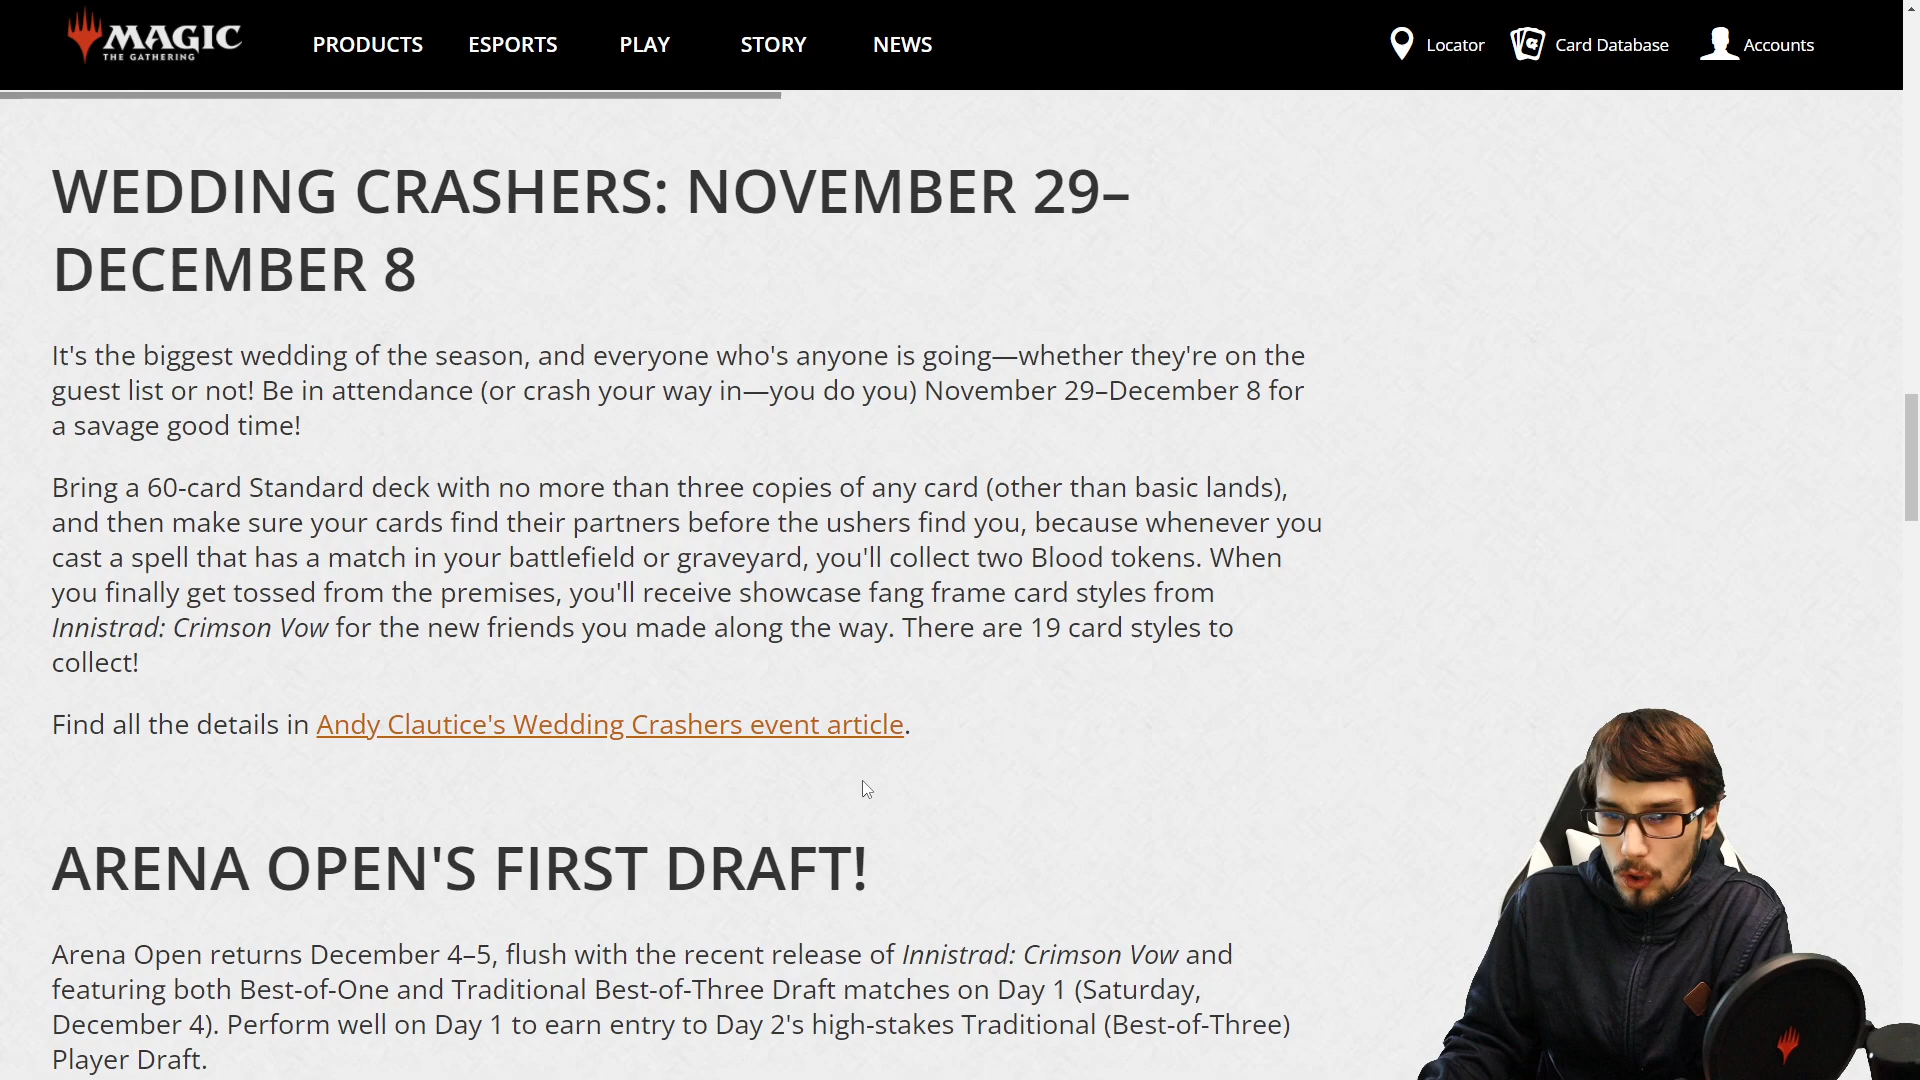 MAGIC
THE GATHERING
PRODUCTS
ESPORTS
PLAY
STORY
NEWS
Locator
Card Database
Accounts
WEDDING CRASHERS: NOVEMBER 29–
DECEMBER 8
It's the biggest wedding of the season, and everyone who's anyone is going—whether they're on the
guest list or not! Be in attendance (or crash your way in—you do you) November 29–December 8 for
a savage good time!
Bring a 60-card Standard deck with no more than three copies of any card (other than basic lands),
and then make sure your cards find their partners before the ushers find you, because whenever you
cast a spell that has a match in your battlefield or graveyard, you'll collect two Blood tokens. When
you finally get tossed from the premises, you'll receive showcase fang frame card styles from
Innistrad: Crimson Vow for the new friends you made along the way. There are 19 card styles to
collect!
Find all the details in Andy Clautice's Wedding Crashers event article.
ARENA OPEN'S FIRST DRAFT!
Arena Open returns December 4–5, flush with the recent release of Innistrad: Crimson Vow and
featuring both Best-of-One and Traditional Best-of-Three Draft matches on Day 1 (Saturday,
December 4). Perform well on Day 1 to earn entry to Day 2's high-stakes Traditional (Best-of-Three)
Player Draft.